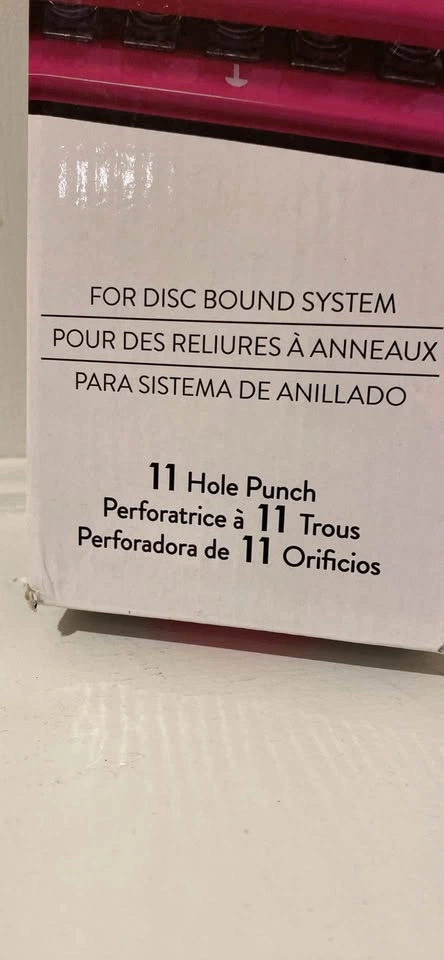 FOR DISC BOUND SYSTEM
POUR DES RELIURES À ANNEAUX
PARA SISTEMA DE ANILLADO
11 Hole Punch
Perforatrice à 11 Trous
Perforadora de 11 Orificios